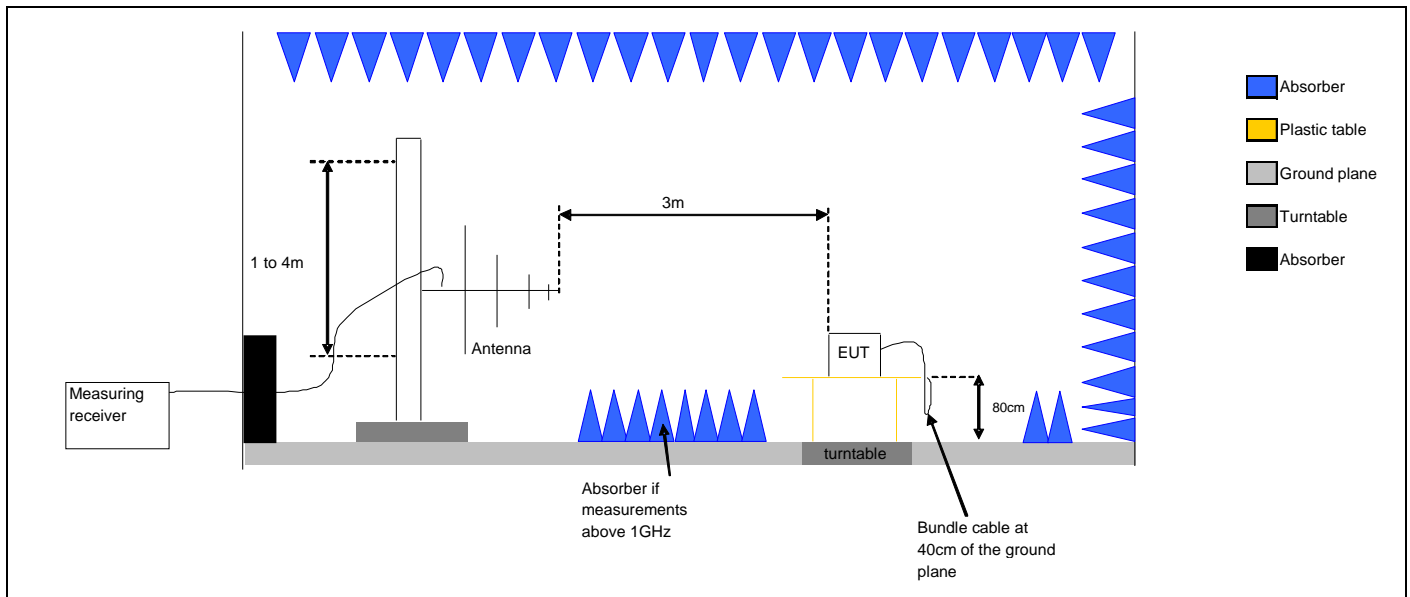 Absorber
Plastic table
Ground plane
Turntable
Absorber
3m
1 to 4m
Antenna
EUT
Measuring
receiver
80cm
turntable
Absorber if
measurements
above 1GHz
Bundle cable at
40cm of the ground
plane